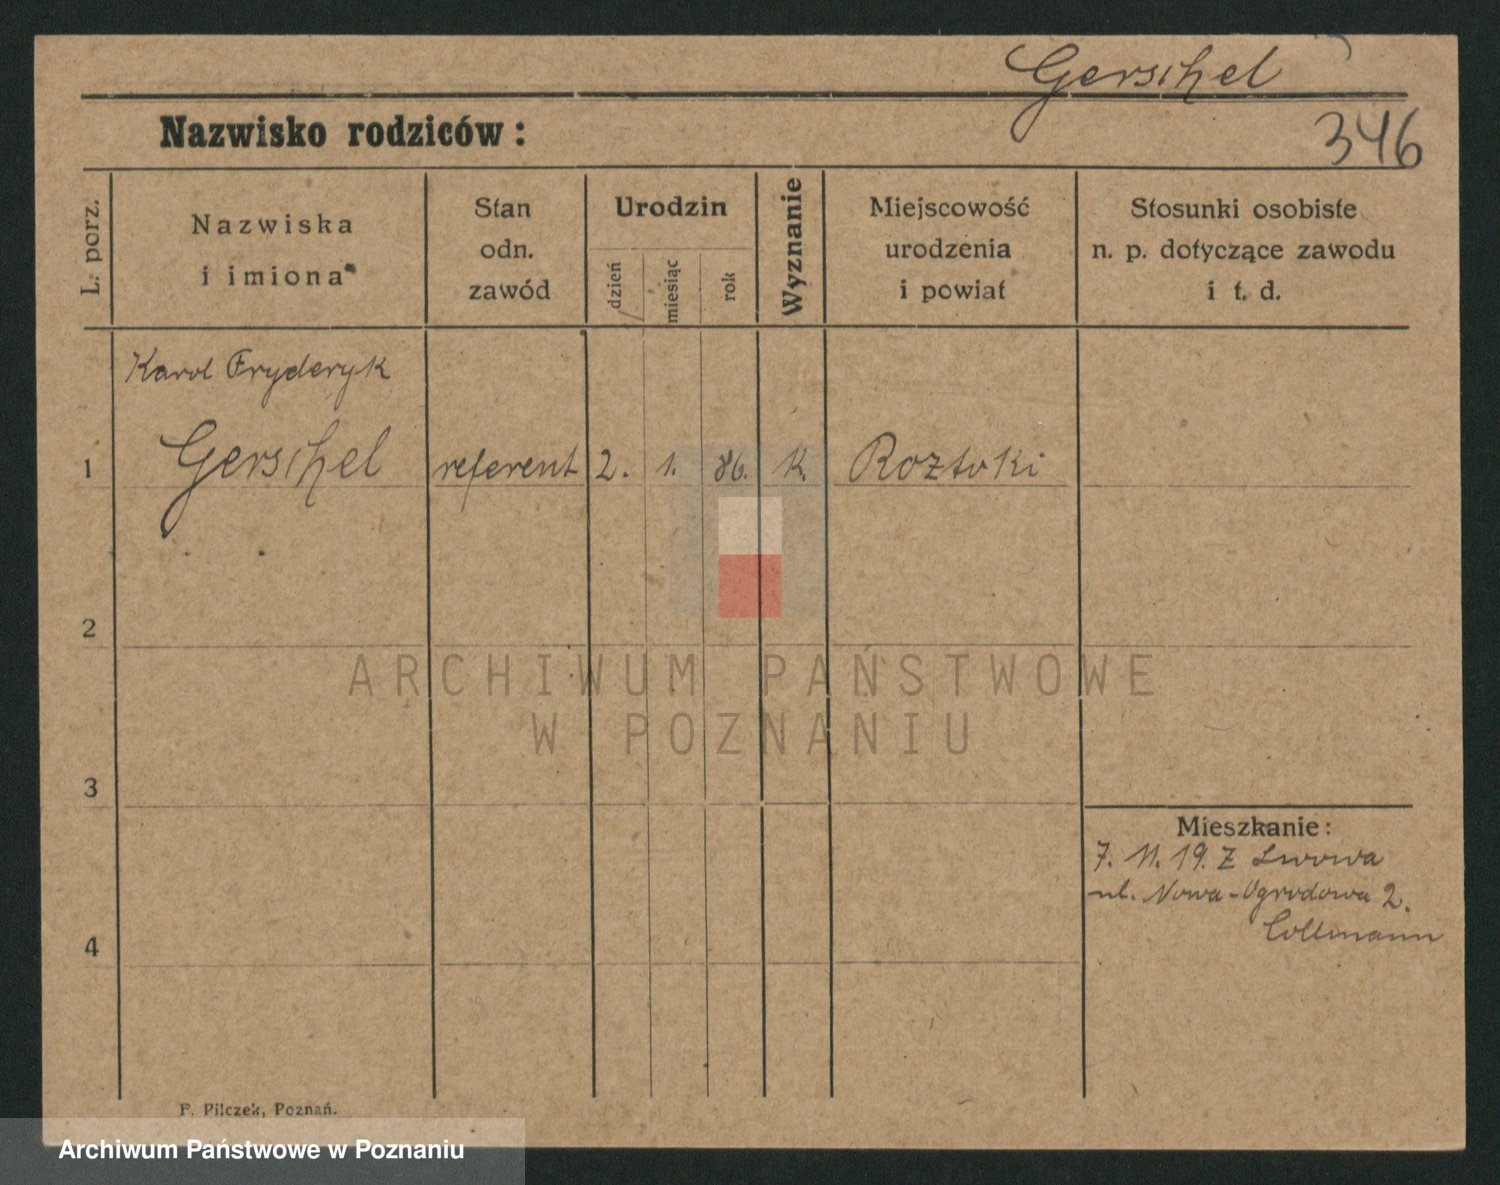 Gerschel
Nazwisko rodziców:
346
L. porz.
Nazwiska
i imiona
Stan
odn.
zawód
Urodzin
dzień
miesiąc
rok
Wyznanie
Miejscowość
urodzenia
i powiat
Stosunki osobiste
n. p. dotyczące zawodu
i t. d.
Karol Fryderyk
1 Gerschel referent 2. 1. 86. K Roztoki
2
ARCHIWUM PAŃSTWOWE
W POZNANIU
3
Mieszkanie:
7. 11. 19. Z Lwowa
ul. Nowa-Ogrodowa 2.
4
F. Pilczek, Poznań.
Archiwum Państwowe w Poznaniu